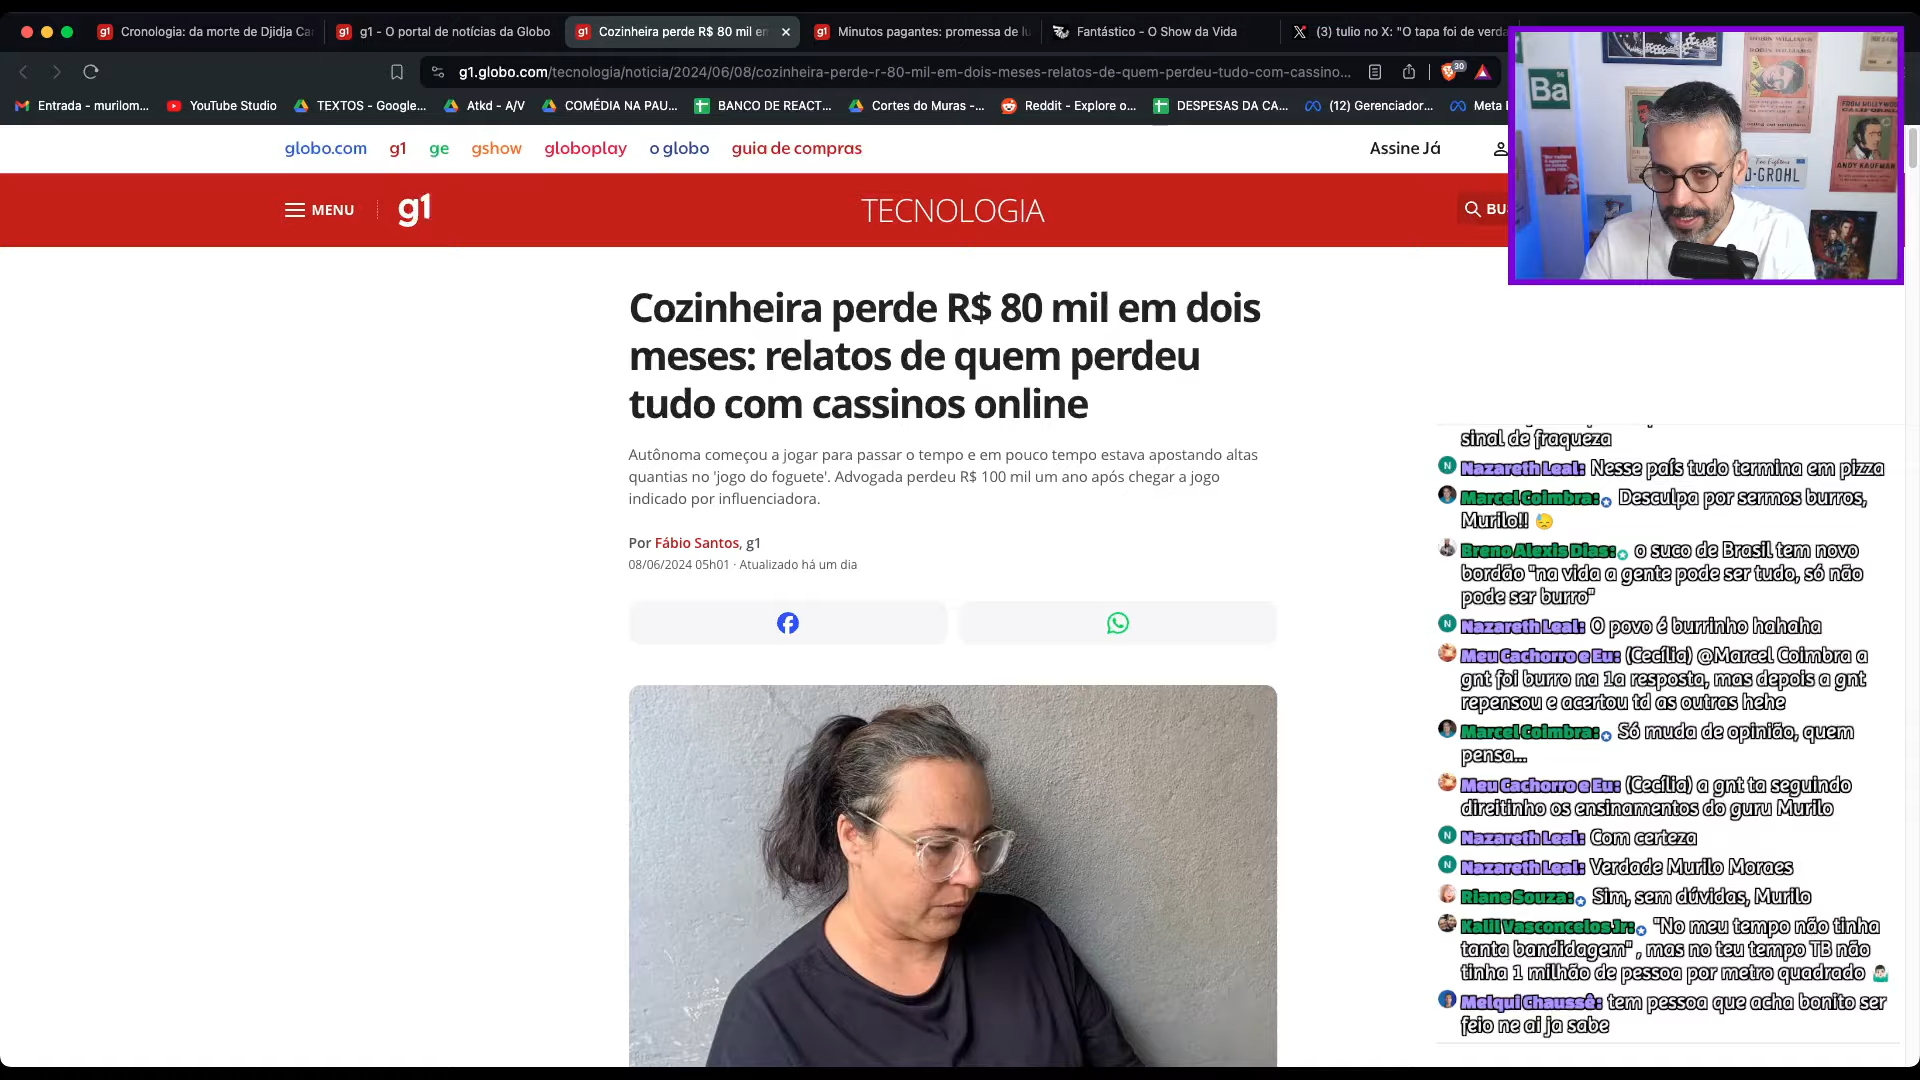 Cronologia: da morte de Djidja Car
g1 - O portal de notícias da Globo
Cozinheira perde R$ 80 mil em
Minutos pagantes: promessa de lu
Fantástico - O Show da Vida
(3) tulio no X: "O tapa foi de verda
g1.globo.com/tecnologia/noticia/2024/06/08/cozinheira-perde-r-80-mil-em-dois-meses-relatos-de-quem-perdeu-tudo-com-cassino...
30
Entrada - murilom...
YouTube Studio
TEXTOS - Google...
Atkd - A/V
COMÉDIA NA PAU...
BANCO DE REACT...
Cortes do Muras -...
Reddit - Explore o...
DESPESAS DA CA...
(12) Gerenciador...
Meta
globo.com
g1
ge
gshow
globoplay
o globo
guia de compras
Assine Já
MENU
g1
TECNOLOGIA
BU
56
Ba
ROBIN WILLIAMS
FROM HOLLYWOOD
ANDY KAUFMAN
Foo Fighters
D-GROHL
Cozinheira perde R$ 80 mil em dois
meses: relatos de quem perdeu
tudo com cassinos online
Autônoma começou a jogar para passar o tempo e em pouco tempo estava apostando altas
quantias no 'jogo do foguete'. Advogada perdeu R$ 100 mil um ano após chegar a jogo
indicado por influenciadora.
Por Fábio Santos, g1
08/06/2024 05h01 · Atualizado há um dia
sinal de fraqueza
N Nazareth Leal: Nesse país tudo termina em pizza
Marcel Coimbra: Desculpa por sermos burros,
Murilo!! 😓
Breno Alexis Dias: o suco de Brasil tem novo
bordão "na vida a gente pode ser tudo, só não
pode ser burro"
N Nazareth Leal: O povo é burrinho hahaha
Meu Cachorro e Eu: (Cecília) @Marcel Coimbra a
gnt foi burro na 1a resposta, mas depois a gnt
repensou e acertou td as outras hehe
Marcel Coimbra: Só muda de opinião, quem
pensa...
Meu Cachorro e Eu: (Cecília) a gnt ta seguindo
direitinho os ensinamentos do guru Murilo
N Nazareth Leal: Com certeza
N Nazareth Leal: Verdade Murilo Moraes
Riane Souza: Sim, sem dúvidas, Murilo
Kalil Vasconcelos Jr: "No meu tempo não tinha
tanta bandidagem" , mas no teu tempo TB não
tinha 1 milhão de pessoa por metro quadrado 🤷🏻‍♂️
Melqui Chaussê: tem pessoa que acha bonito ser
feio ne ai ja sabe